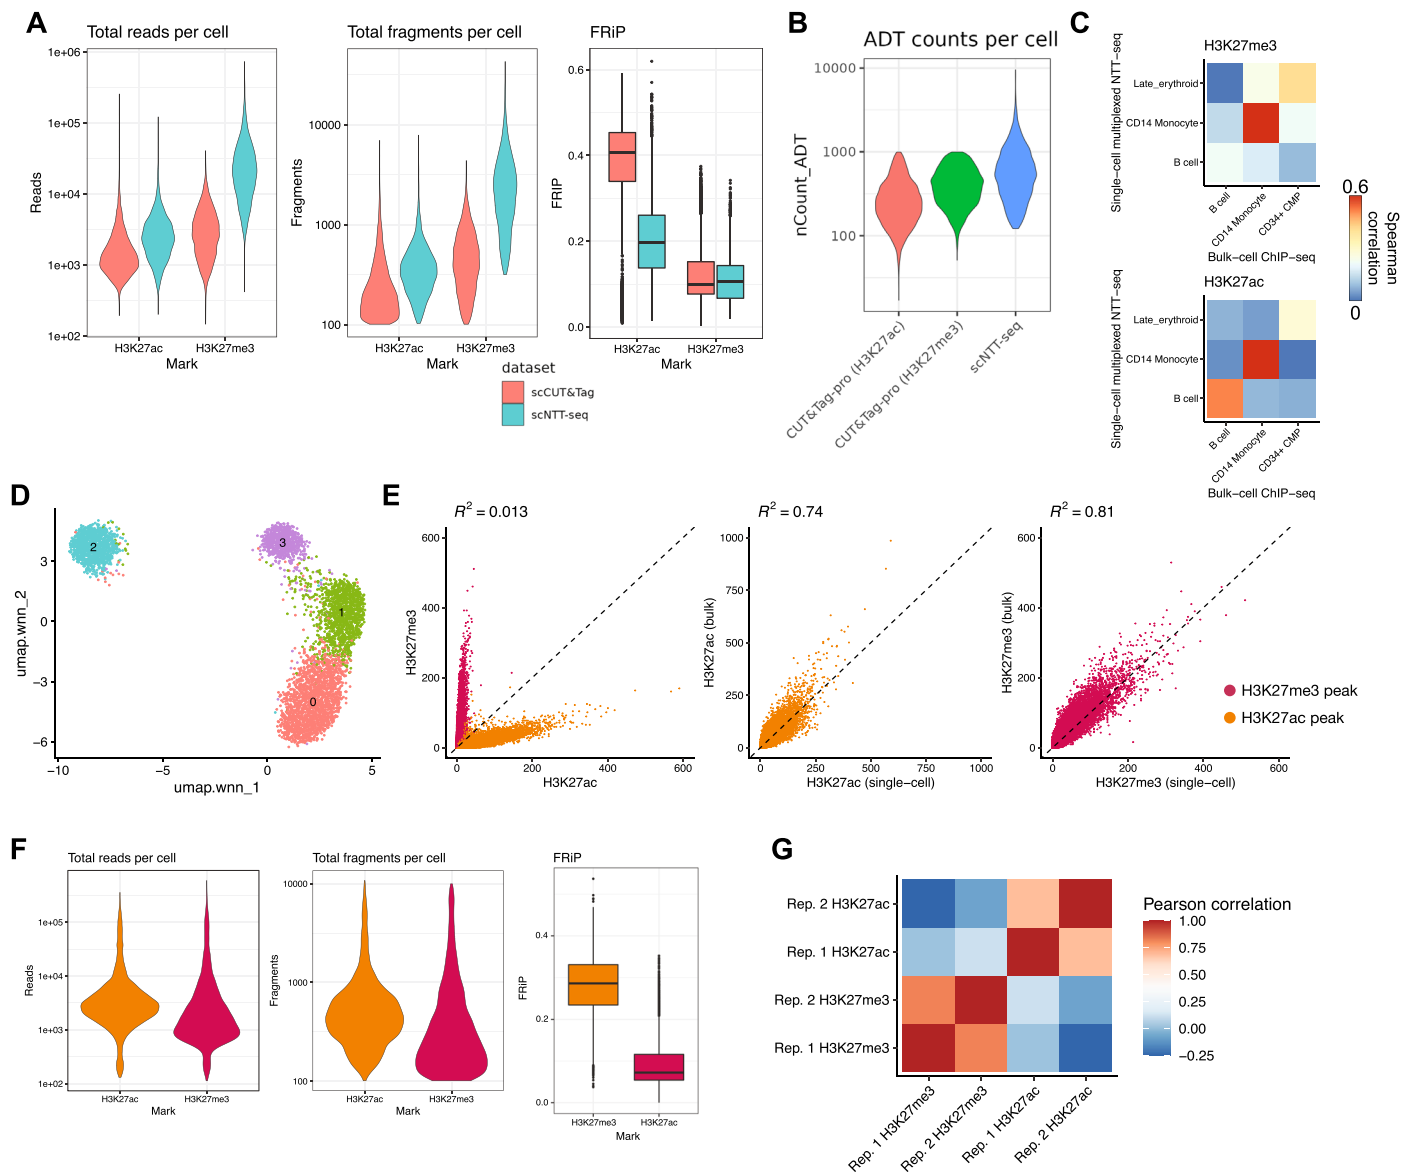 A
Total reads per cell
1e+06
1e+05
1e+04
1e+03
1e+02
Reads
H3K27ac
H3K27me3
Mark
Total fragments per cell
10000
1000
100
Fragments
H3K27ac
H3K27me3
Mark
FRiP
0.6
0.4
0.2
0.0
FRiP
H3K27ac
H3K27me3
Mark
dataset
scCUT&Tag
scNTT-seq
B
ADT counts per cell
10000
1000
100
nCount_ADT
CUT&Tag-pro (H3K27ac)
CUT&Tag-pro (H3K27me3)
scNTT-seq
C
H3K27me3
Single-cell multiplexed NTT-seq
Late_erythroid
CD14 Monocyte
B cell
B cell
CD14 Monocyte
CD34+ CMP
Bulk-cell ChIP-seq
H3K27ac
Single-cell multiplexed NTT-seq
Late_erythroid
CD14 Monocyte
B cell
B cell
CD14 Monocyte
CD34+ CMP
Bulk-cell ChIP-seq
0.6
0
Spearman
correlation
D
3
0
−3
−6
umap.wnn_2
2
3
1
0
−10
−5
0
5
umap.wnn_1
E
R² = 0.013
600
400
200
0
H3K27me3
0
200
400
600
H3K27ac
R² = 0.74
1000
750
500
250
0
H3K27ac (bulk)
0
250
500
750
1000
H3K27ac (single-cell)
R² = 0.81
600
400
200
0
H3K27me3 (bulk)
0
200
400
600
H3K27me3 (single-cell)
H3K27me3 peak
H3K27ac peak
F
Total reads per cell
1e+05
1e+04
1e+03
1e+02
Reads
H3K27ac
H3K27me3
Mark
Total fragments per cell
10000
1000
100
Fragments
H3K27ac
H3K27me3
Mark
FRiP
0.4
0.2
0.0
FRiP
H3K27me3
H3K27ac
Mark
G
Rep. 2 H3K27ac
Rep. 1 H3K27ac
Rep. 2 H3K27me3
Rep. 1 H3K27me3
Rep. 1 H3K27me3
Rep. 2 H3K27me3
Rep. 1 H3K27ac
Rep. 2 H3K27ac
Pearson correlation
1.00
0.75
0.50
0.25
0.00
−0.25